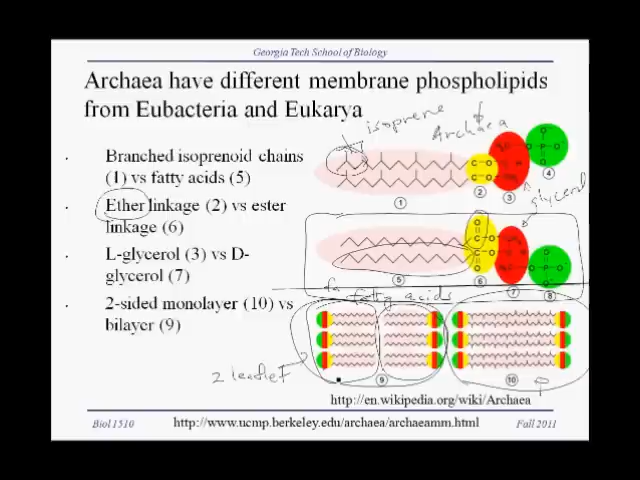 Georgia Tech School of Biology
Archaea have different membrane phospholipids
from Eubacteria and Eukarya
isoprene
Archaea
Branched isoprenoid chains
(1) vs fatty acids (5)
Ether linkage (2) vs ester
linkage (6)
L-glycerol (3) vs D-
glycerol (7)
2-sided monolayer (10) vs
bilayer (9)
1
2
3
4
glycerol
5
6
7
8
fatty acids
2 leaflet
9
10
http://en.wikipedia.org/wiki/Archaea
Biol 1510
http://www.ucmp.berkeley.edu/archaea/archaeamm.html
Fall 2011